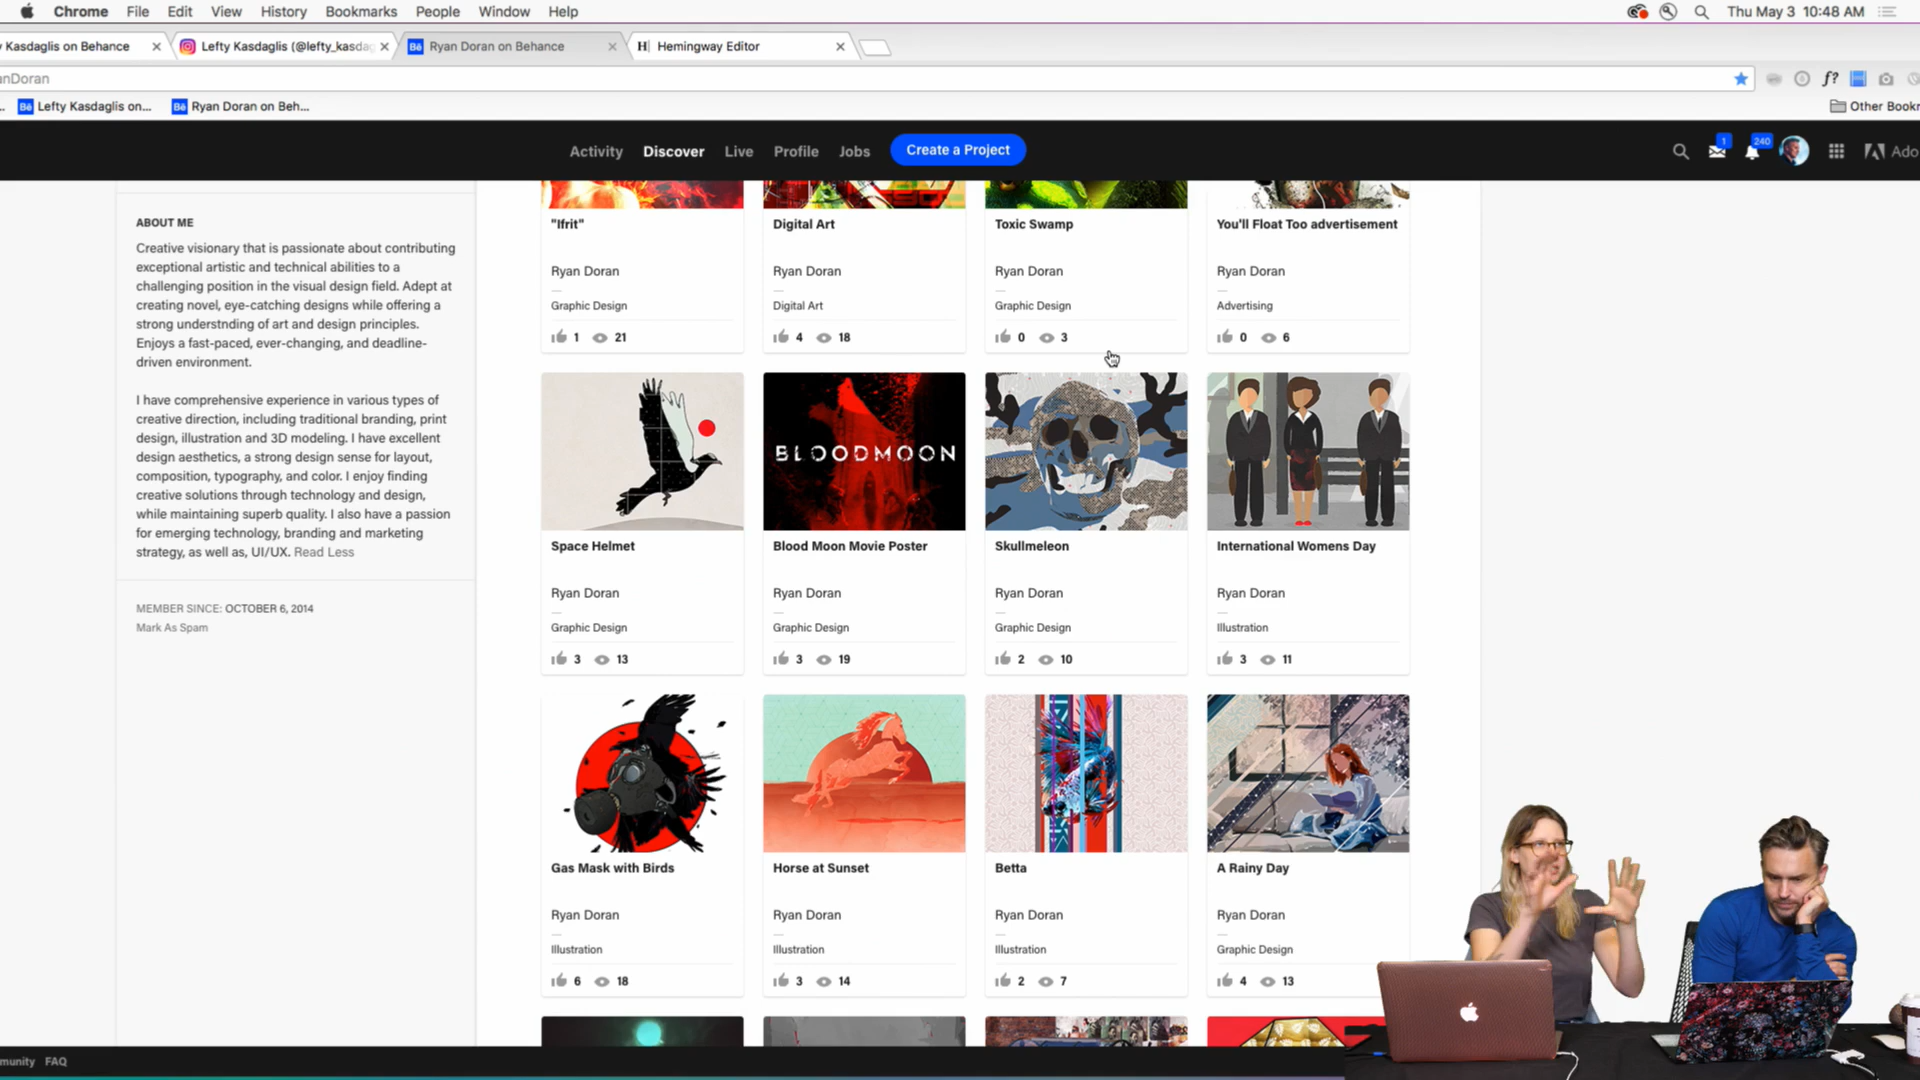 Chrome File Edit View History Bookmarks People Window Help
Thu May 3 10:48 AM
Kasdaglis on Behance
Lefty Kasdaglis (@lefty_kasdag
Bē Ryan Doran on Behance
H Hemingway Editor
anDoran
f?
Bē Lefty Kasdaglis on...
Bē Ryan Doran on Beh...
Other Bookr
Activity Discover Live Profile Jobs Create a Project
1
240
Ado
ABOUT ME
Creative visionary that is passionate about contributing
exceptional artistic and technical abilities to a
challenging position in the visual design field. Adept at
creating novel, eye-catching designs while offering a
strong understnding of art and design principles.
Enjoys a fast-paced, ever-changing, and deadline-
driven environment.
I have comprehensive experience in various types of
creative direction, including traditional branding, print
design, illustration and 3D modeling. I have excellent
design aesthetics, a strong design sense for layout,
composition, typography, and color. I enjoy finding
creative solutions through technology and design,
while maintaining superb quality. I also have a passion
for emerging technology, branding and marketing
strategy, as well as, UI/UX. Read Less
MEMBER SINCE: OCTOBER 6, 2014
Mark As Spam
"Ifrit"
Ryan Doran
Graphic Design
1 21
Digital Art
Ryan Doran
Digital Art
4 18
Toxic Swamp
Ryan Doran
Graphic Design
0 3
You'll Float Too advertisement
Ryan Doran
Advertising
0 6
Space Helmet
Ryan Doran
Graphic Design
3 13
BLOODMOON
Blood Moon Movie Poster
Ryan Doran
Graphic Design
3 19
Skullmeleon
Ryan Doran
Graphic Design
2 10
International Womens Day
Ryan Doran
Illustration
3 11
Gas Mask with Birds
Ryan Doran
Illustration
6 18
Horse at Sunset
Ryan Doran
Illustration
3 14
Betta
Ryan Doran
Illustration
2 7
A Rainy Day
Ryan Doran
Graphic Design
4 13
munity FAQ